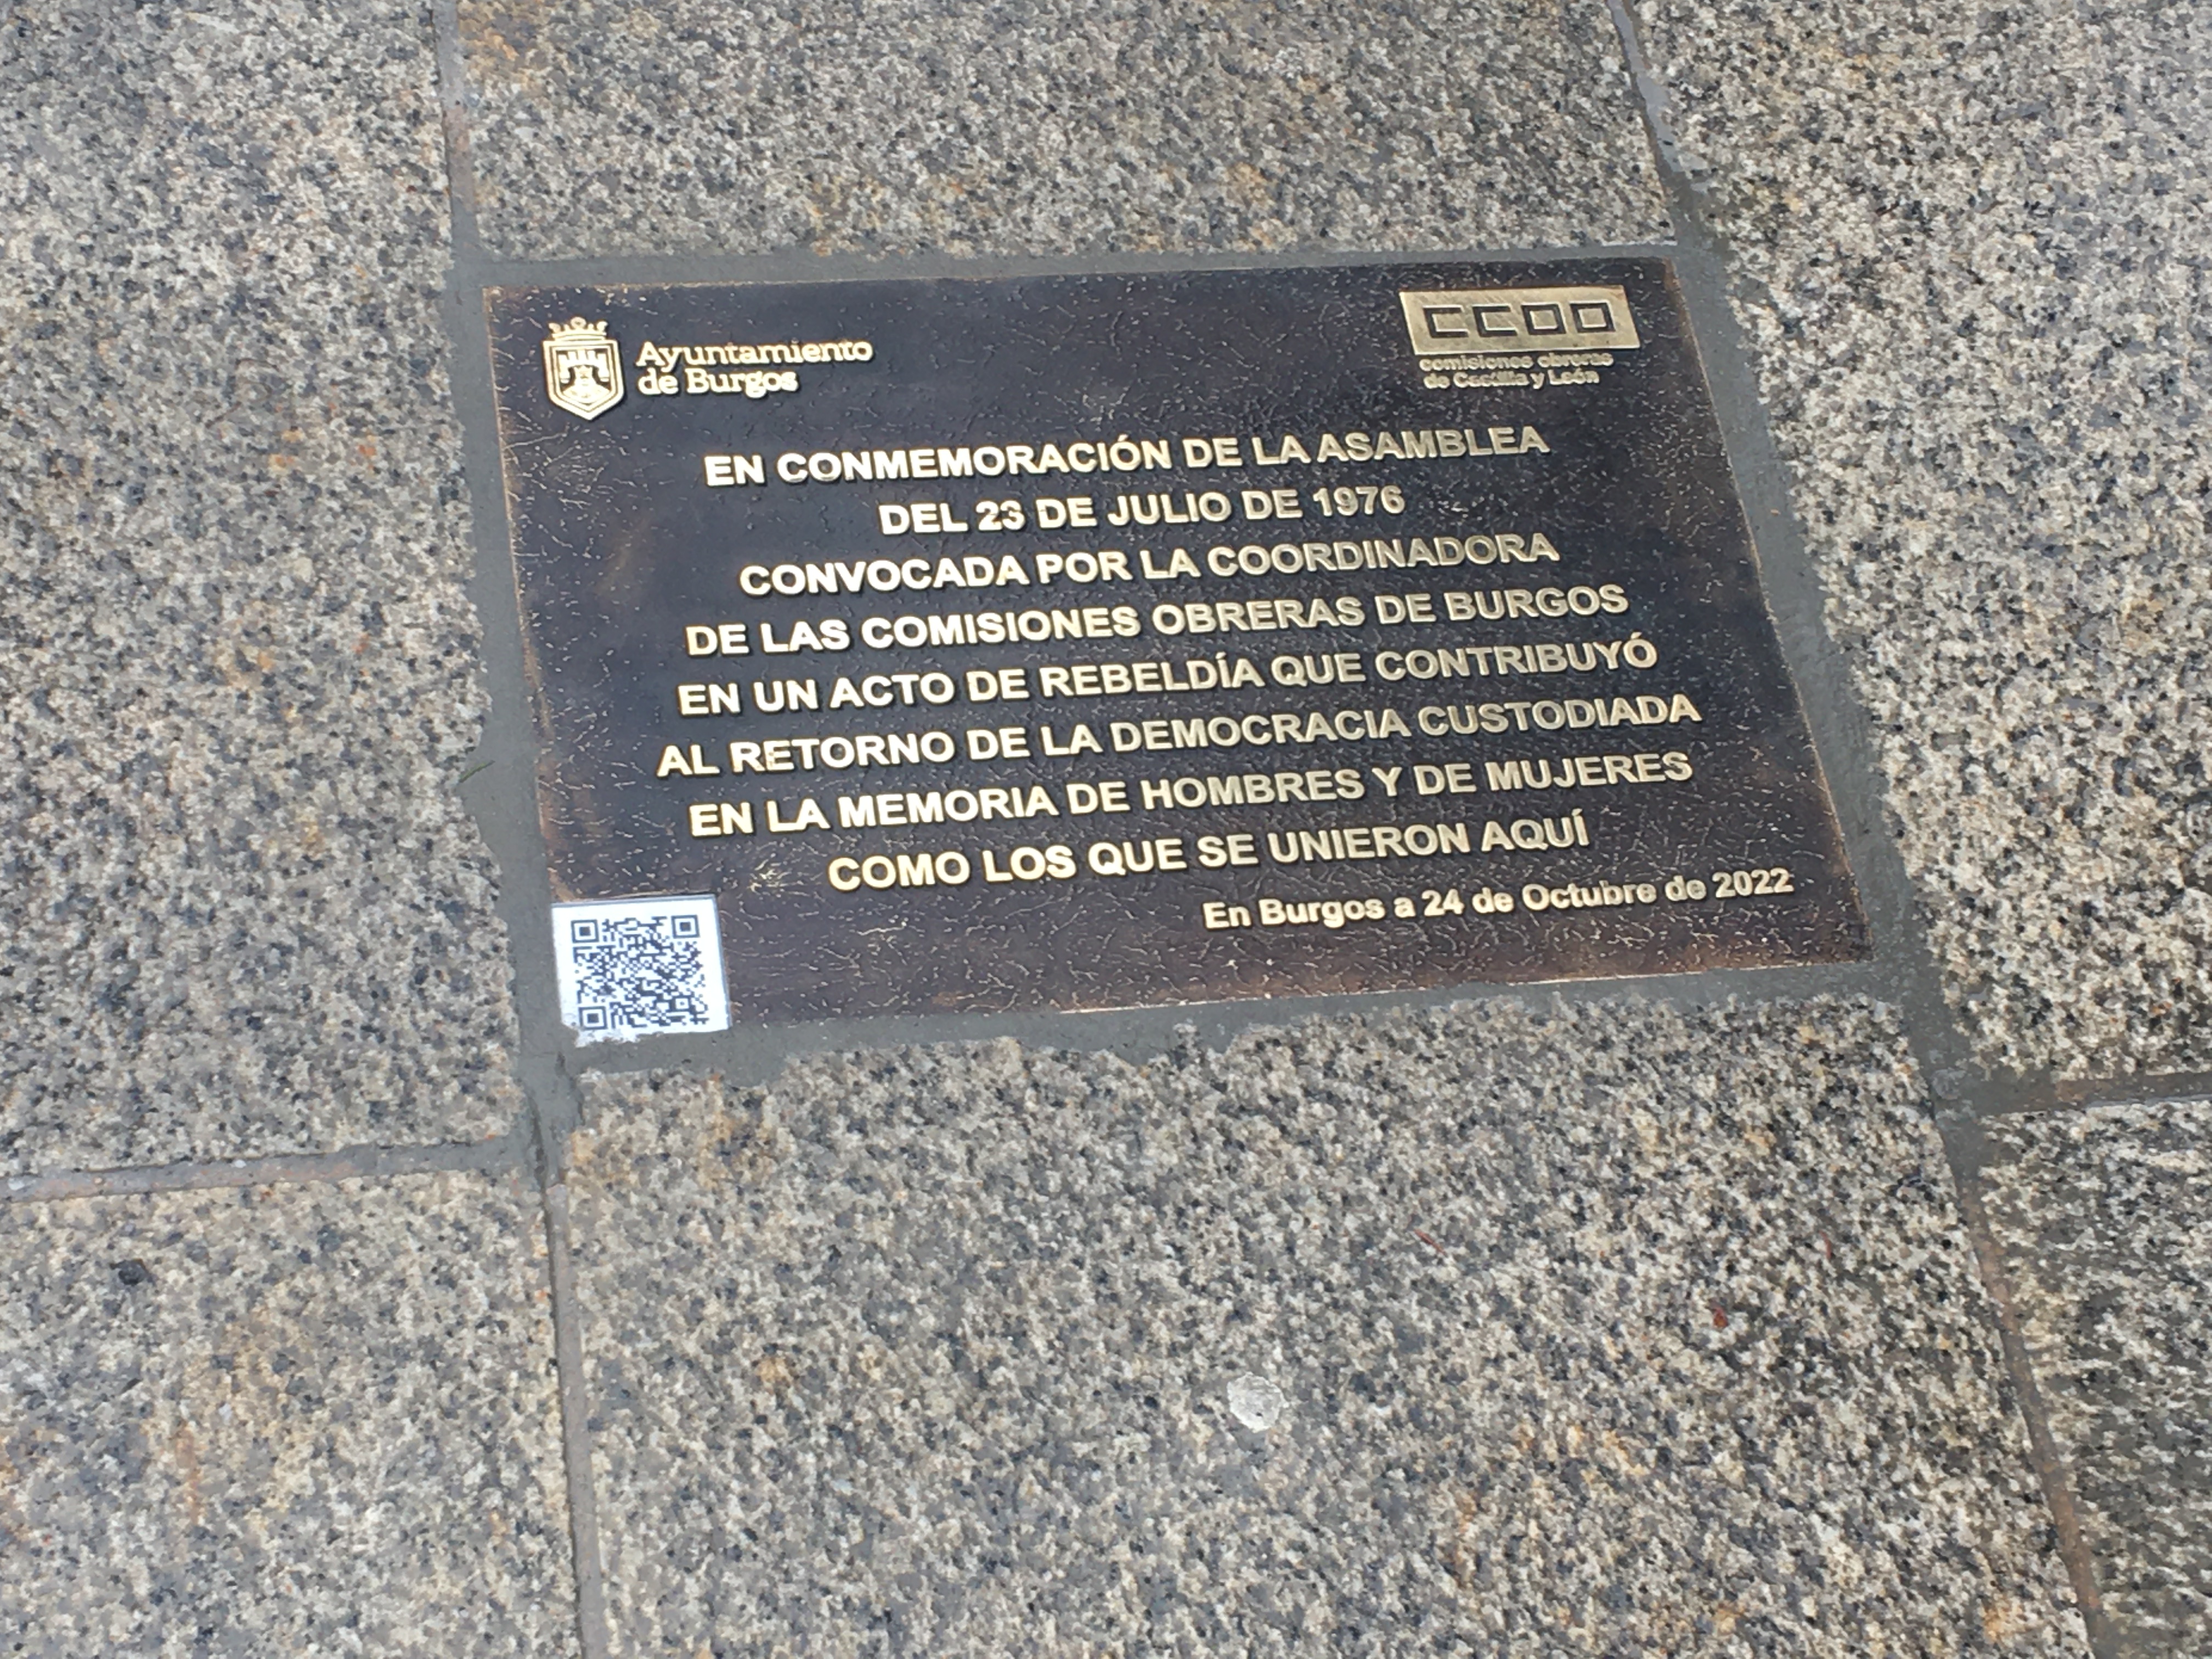 Ayuntamiento
de Burgos
CCOO
comisiones obreras
de Castilla y León
EN CONMEMORACIÓN DE LA ASAMBLEA
DEL 23 DE JULIO DE 1976
CONVOCADA POR LA COORDINADORA
DE LAS COMISIONES OBRERAS DE BURGOS
EN UN ACTO DE REBELDÍA QUE CONTRIBUYÓ
AL RETORNO DE LA DEMOCRACIA CUSTODIADA
EN LA MEMORIA DE HOMBRES Y DE MUJERES
COMO LOS QUE SE UNIERON AQUÍ
En Burgos a 24 de Octubre de 2022